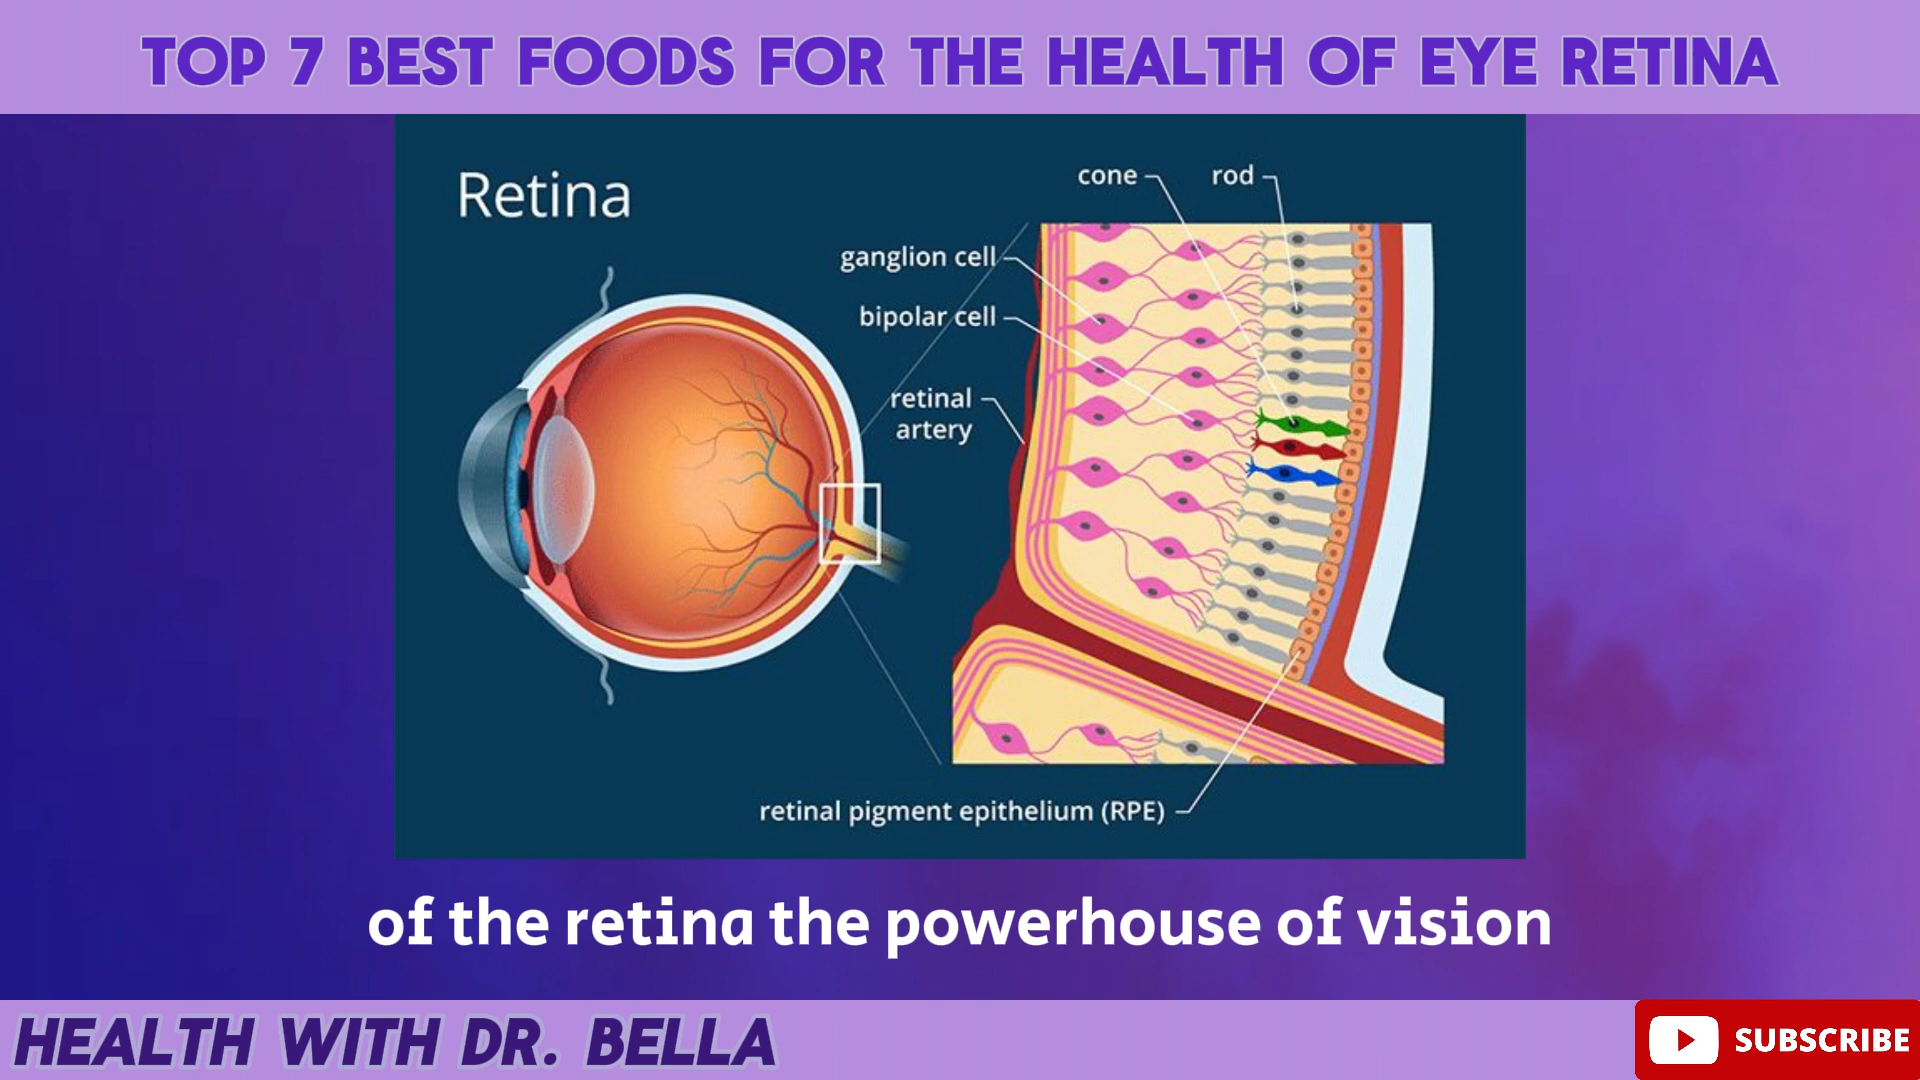 TOP 7 BEST FOODS FOR THE HEALTH OF EYE RETINA
Retina
cone
rod
ganglion cell
bipolar cell
retinal
artery
retinal pigment epithelium (RPE)
of the retina the powerhouse of vision
HEALTH WITH DR. BELLA
SUBSCRIBE